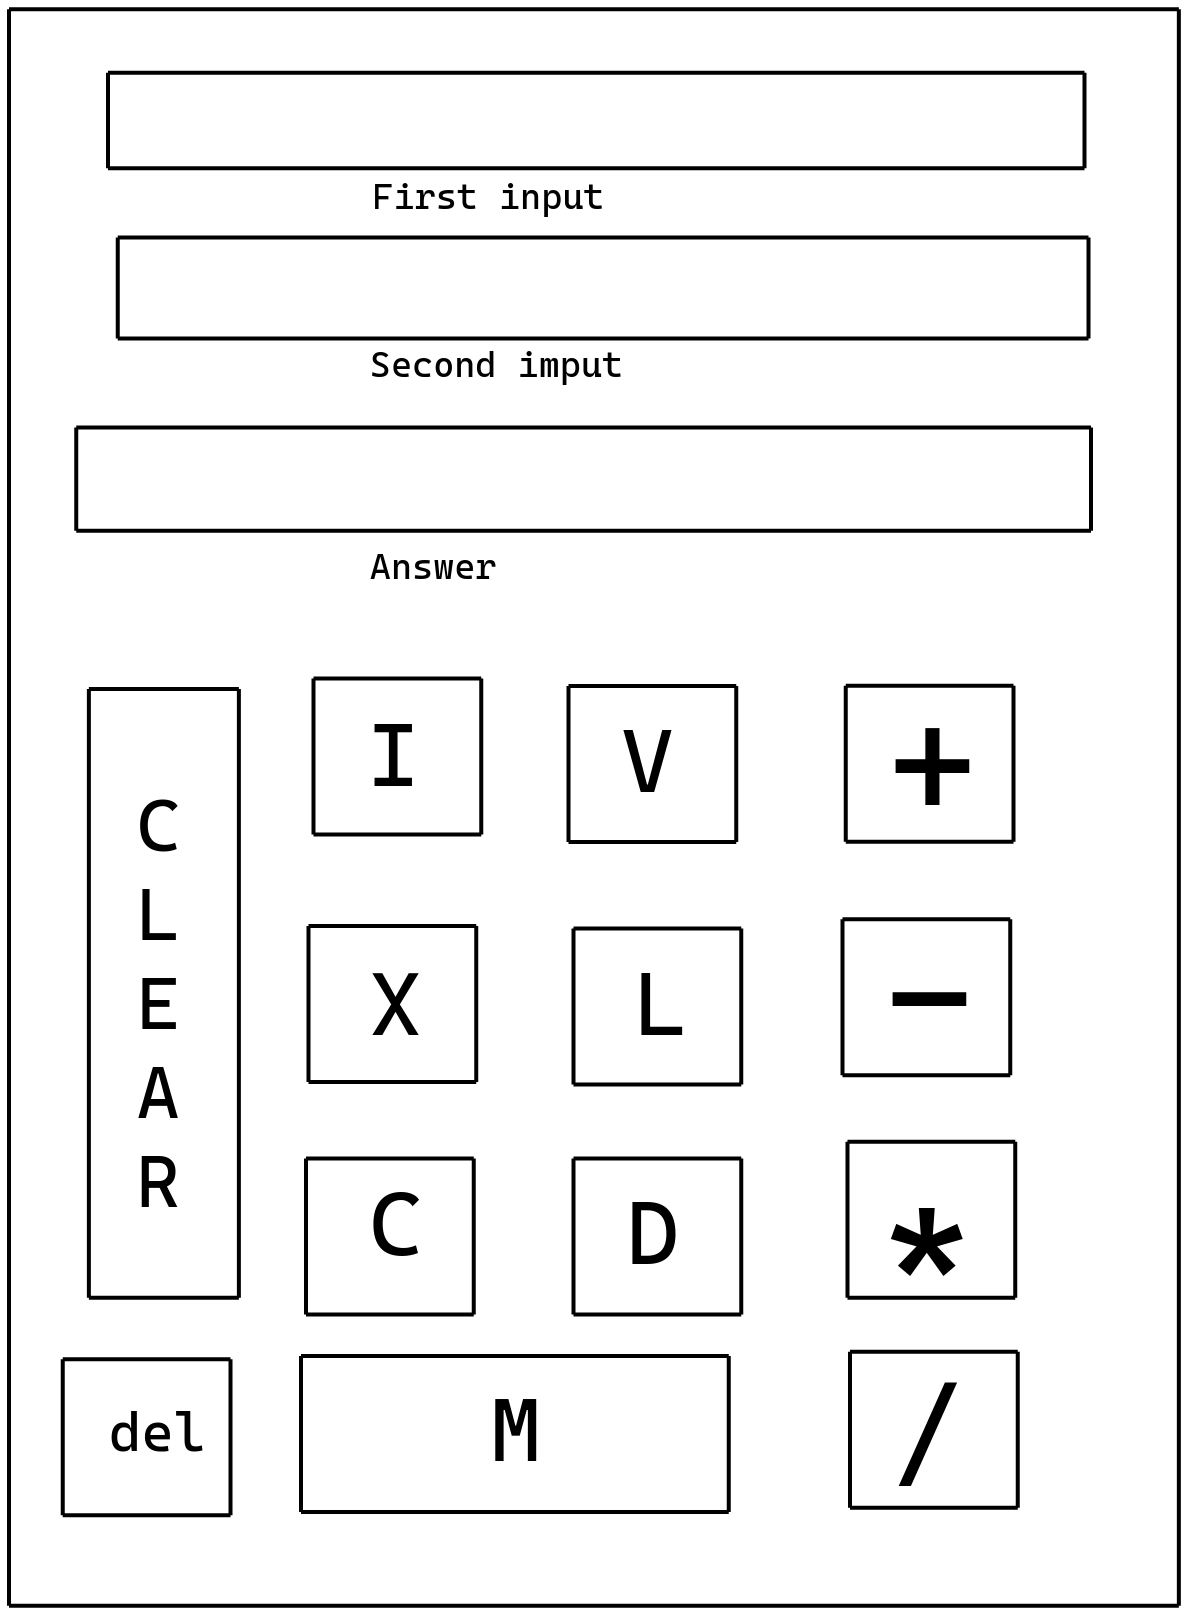 First input
Second imput
Answer
I V +
X L −
C D *
C
L
E
A
R
del M /